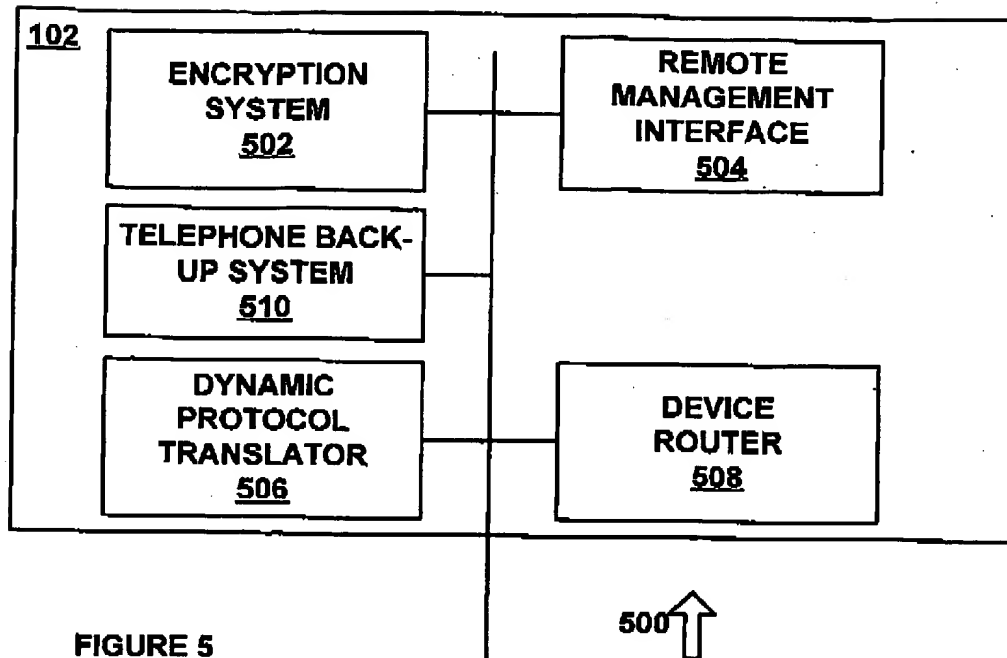 102
ENCRYPTION
SYSTEM
502
REMOTE
MANAGEMENT
INTERFACE
504
TELEPHONE BACK-
UP SYSTEM
510
DYNAMIC
PROTOCOL
TRANSLATOR
506
DEVICE
ROUTER
508
500
FIGURE 5